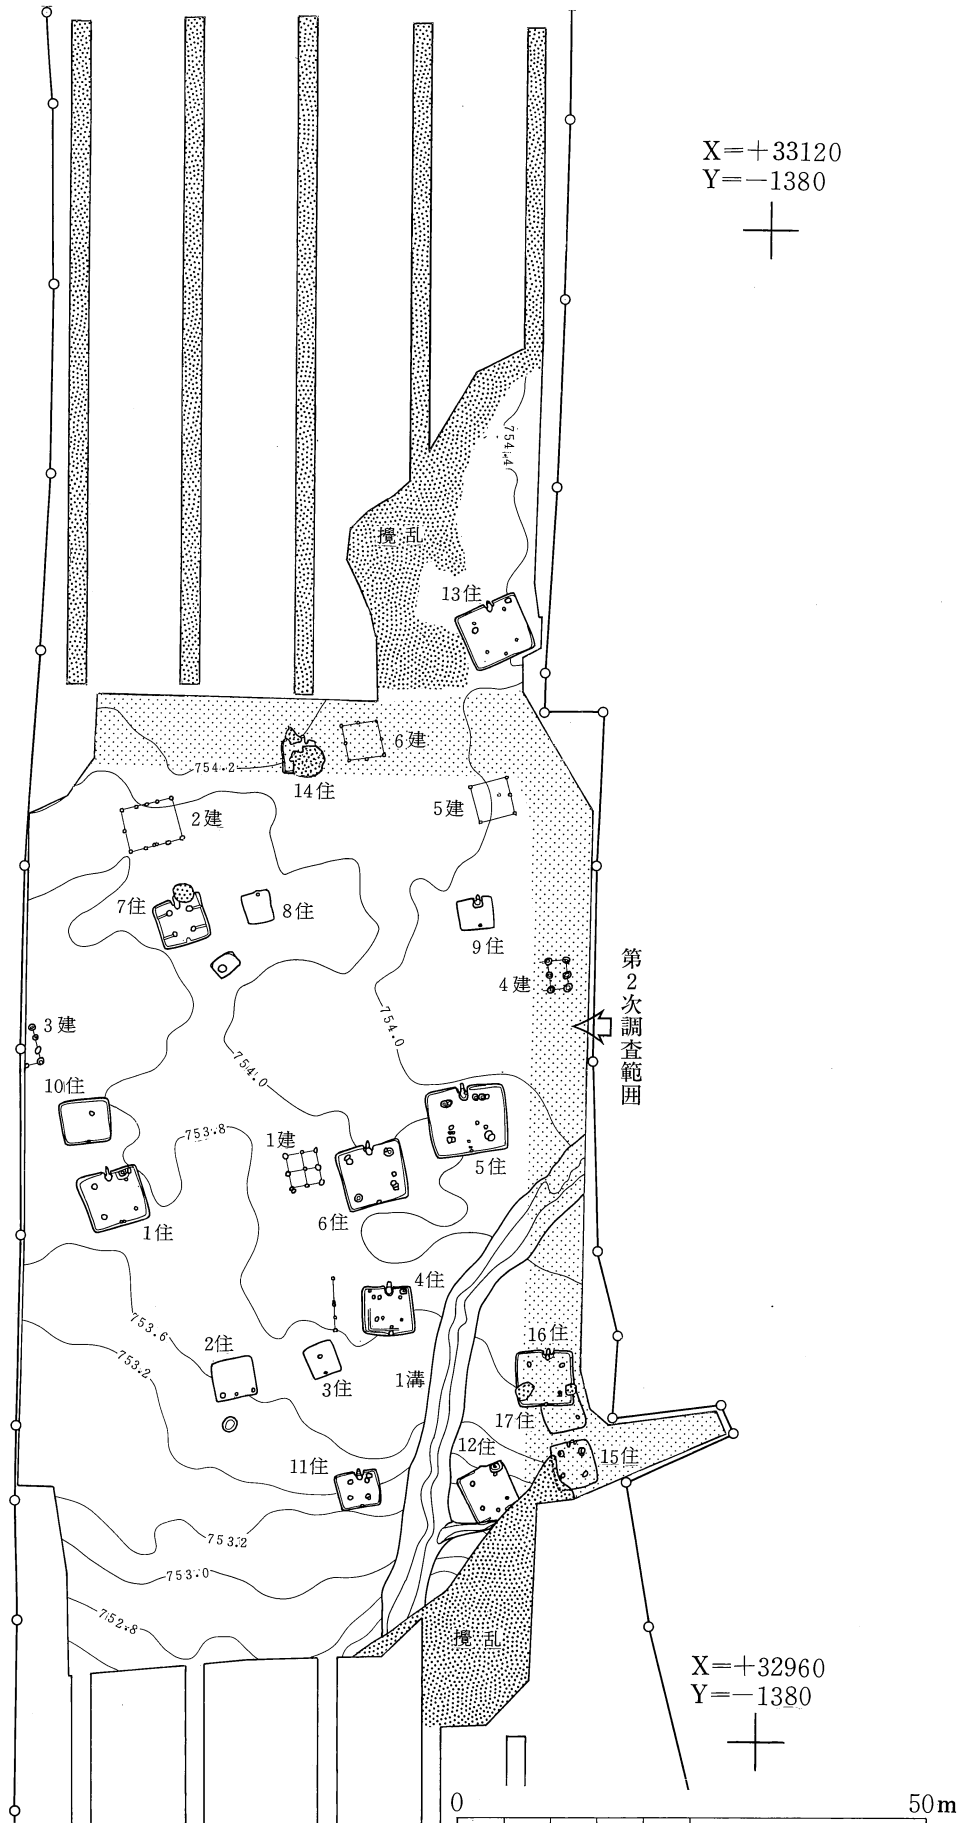 X=+33120
Y=-1380
754.4
攪乱
13住
6建
754.2
14住
5建
2建
7住
8住
9住
4建
第2次調査範囲
3建
754.0
754.0
10住
753.8
1建
5住
6住
1住
4住
753.6
2住
16住
753.2
3住
1溝
17住
12住
15住
11住
753.2
753.0
752.8
攪乱
X=+32960
Y=-1380
0
50m